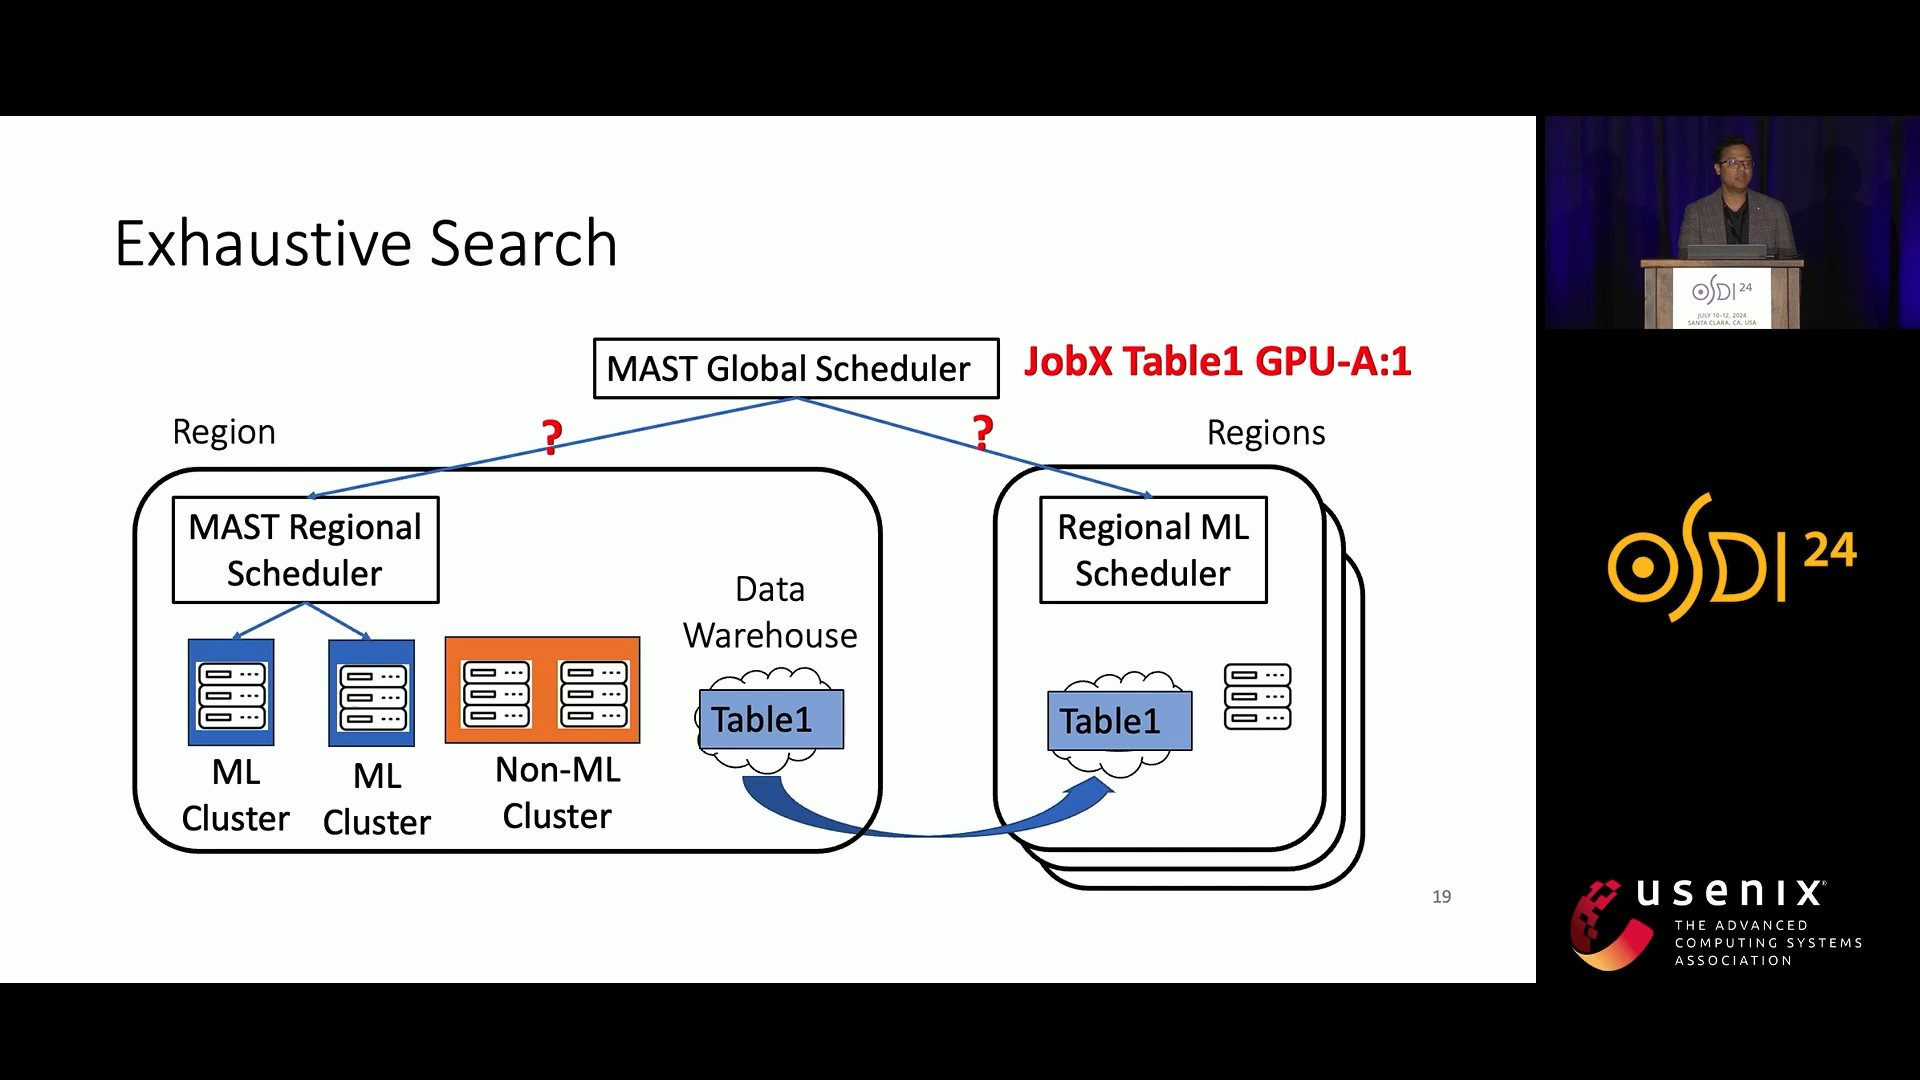 Exhaustive Search
MAST Global Scheduler
JobX Table1 GPU-A:1
Region
?
?
Regions
MAST Regional
Scheduler
Regional ML
Scheduler
Data
Warehouse
Table1
Table1
ML
Cluster
ML
Cluster
Non-ML
Cluster
19
OSDI 24
JULY 10–12, 2024
SANTA CLARA, CA, USA
OSDI 24
usenix
THE ADVANCED
COMPUTING SYSTEMS
ASSOCIATION